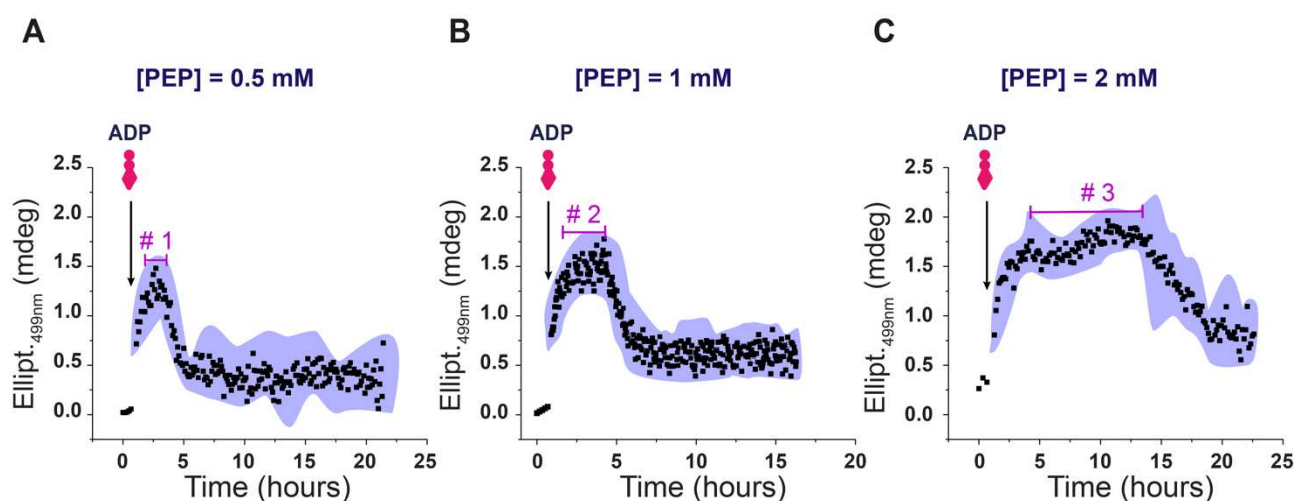 A
B
C
[PEP] = 0.5 mM
[PEP] = 1 mM
[PEP] = 2 mM
ADP
ADP
ADP
2.5
2.0
1.5
1.0
0.5
0.0
Ellipt.499nm (mdeg)
# 1
0 5 10 15 20 25
Time (hours)
2.5
2.0
1.5
1.0
0.5
0.0
Ellipt.499nm (mdeg)
# 2
0 5 10 15 20
Time (hours)
2.5
2.0
1.5
1.0
0.5
0.0
Ellipt.499nm (mdeg)
# 3
0 5 10 15 20 25
Time (hours)